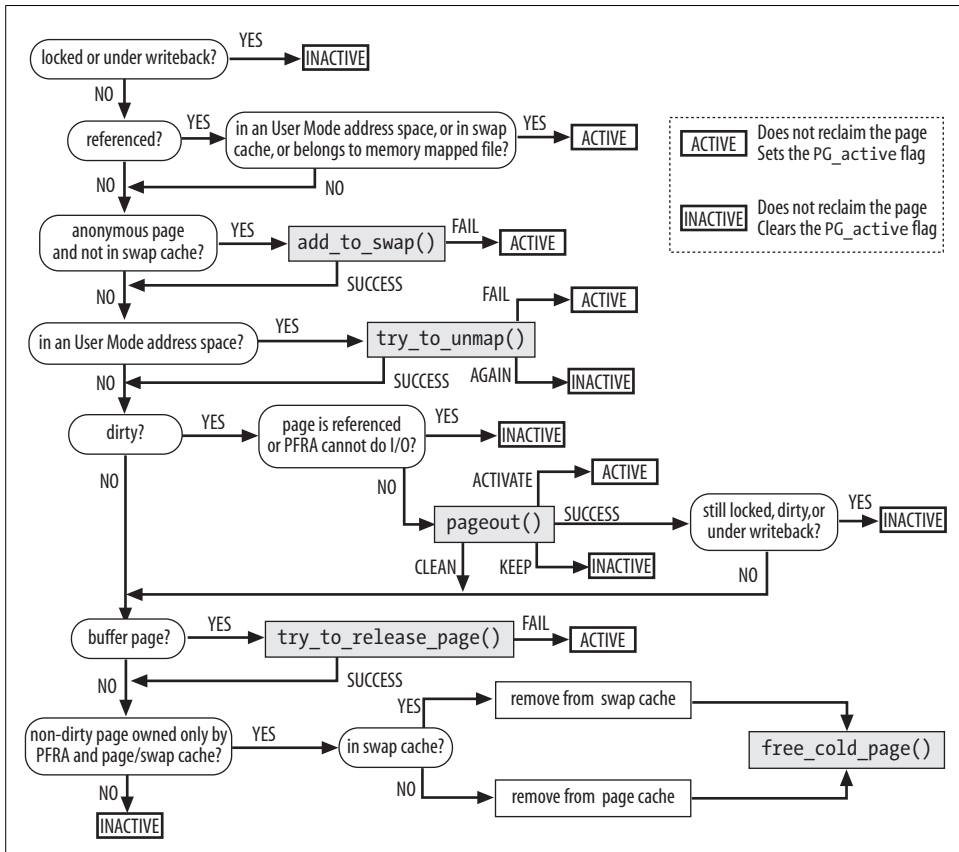 YES
locked or under writeback?
INACTIVE
NO
referenced?
YES
in an User Mode address space, or in swap
cache, or belongs to memory mapped file?
YES
ACTIVE
NO
NO
ACTIVE
Does not reclaim the page
Sets the PG_active flag
INACTIVE
Does not reclaim the page
Clears the PG_active flag
anonymous page
and not in swap cache?
YES
add_to_swap()
FAIL
ACTIVE
NO
SUCCESS
in an User Mode address space?
YES
try_to_unmap()
FAIL
ACTIVE
NO
SUCCESS
AGAIN
INACTIVE
dirty?
YES
page is referenced
or PFRA cannot do I/O?
YES
INACTIVE
NO
NO
pageout()
ACTIVATE
ACTIVE
SUCCESS
still locked, dirty, or
under writeback?
YES
INACTIVE
CLEAN
KEEP
INACTIVE
NO
buffer page?
YES
try_to_release_page()
FAIL
ACTIVE
NO
SUCCESS
non-dirty page owned only by
PFRA and page/swap cache?
YES
in swap cache?
YES
remove from swap cache
free_cold_page()
NO
remove from page cache
NO
INACTIVE